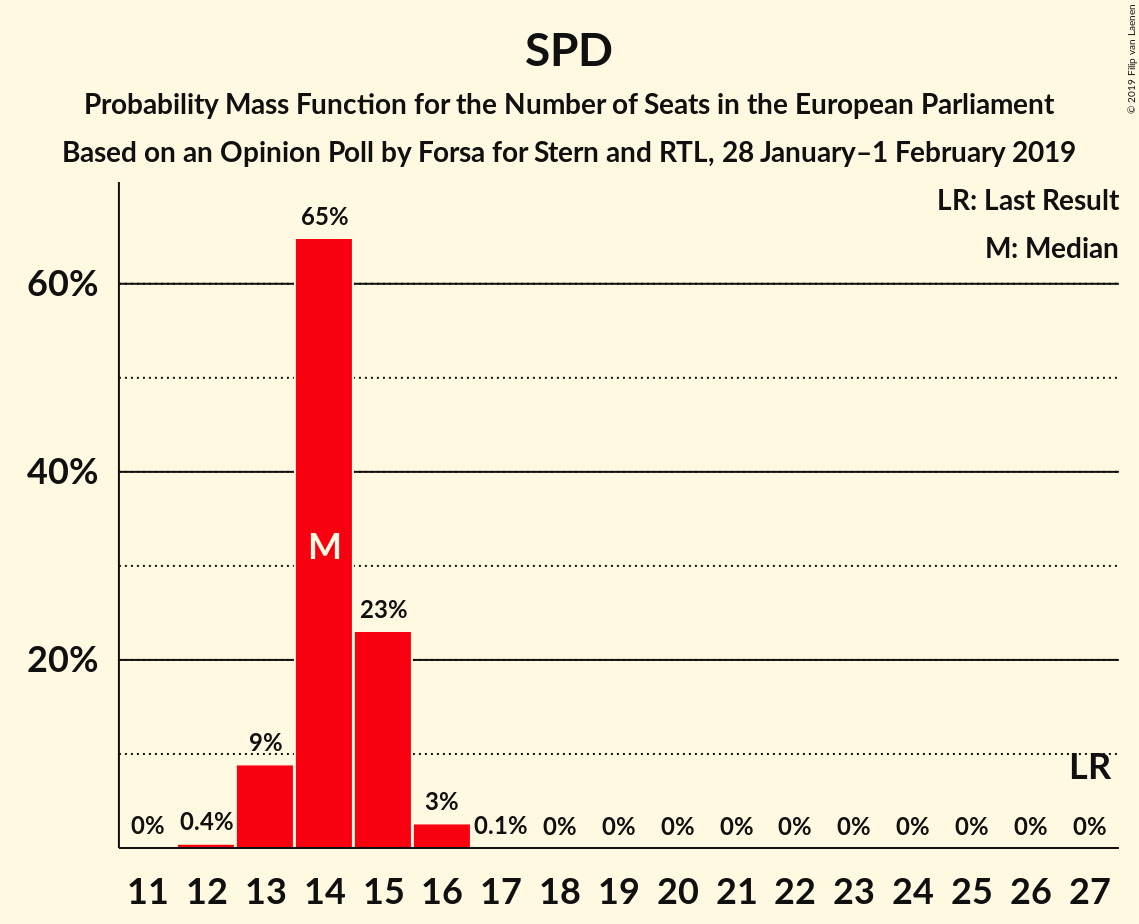 SPD
Probability Mass Function for the Number of Seats in the European Parliament
Based on an Opinion Poll by Forsa for Stern and RTL, 28 January–1 February 2019
© 2019 Filip van Laenen
LR: Last Result
M: Median
60%
40%
20%
0%
0.4%
9%
65%
M
23%
3%
0.1%
0%
0%
0%
0%
0%
0%
0%
0%
0%
0%
LR
11 12 13 14 15 16 17 18 19 20 21 22 23 24 25 26 27